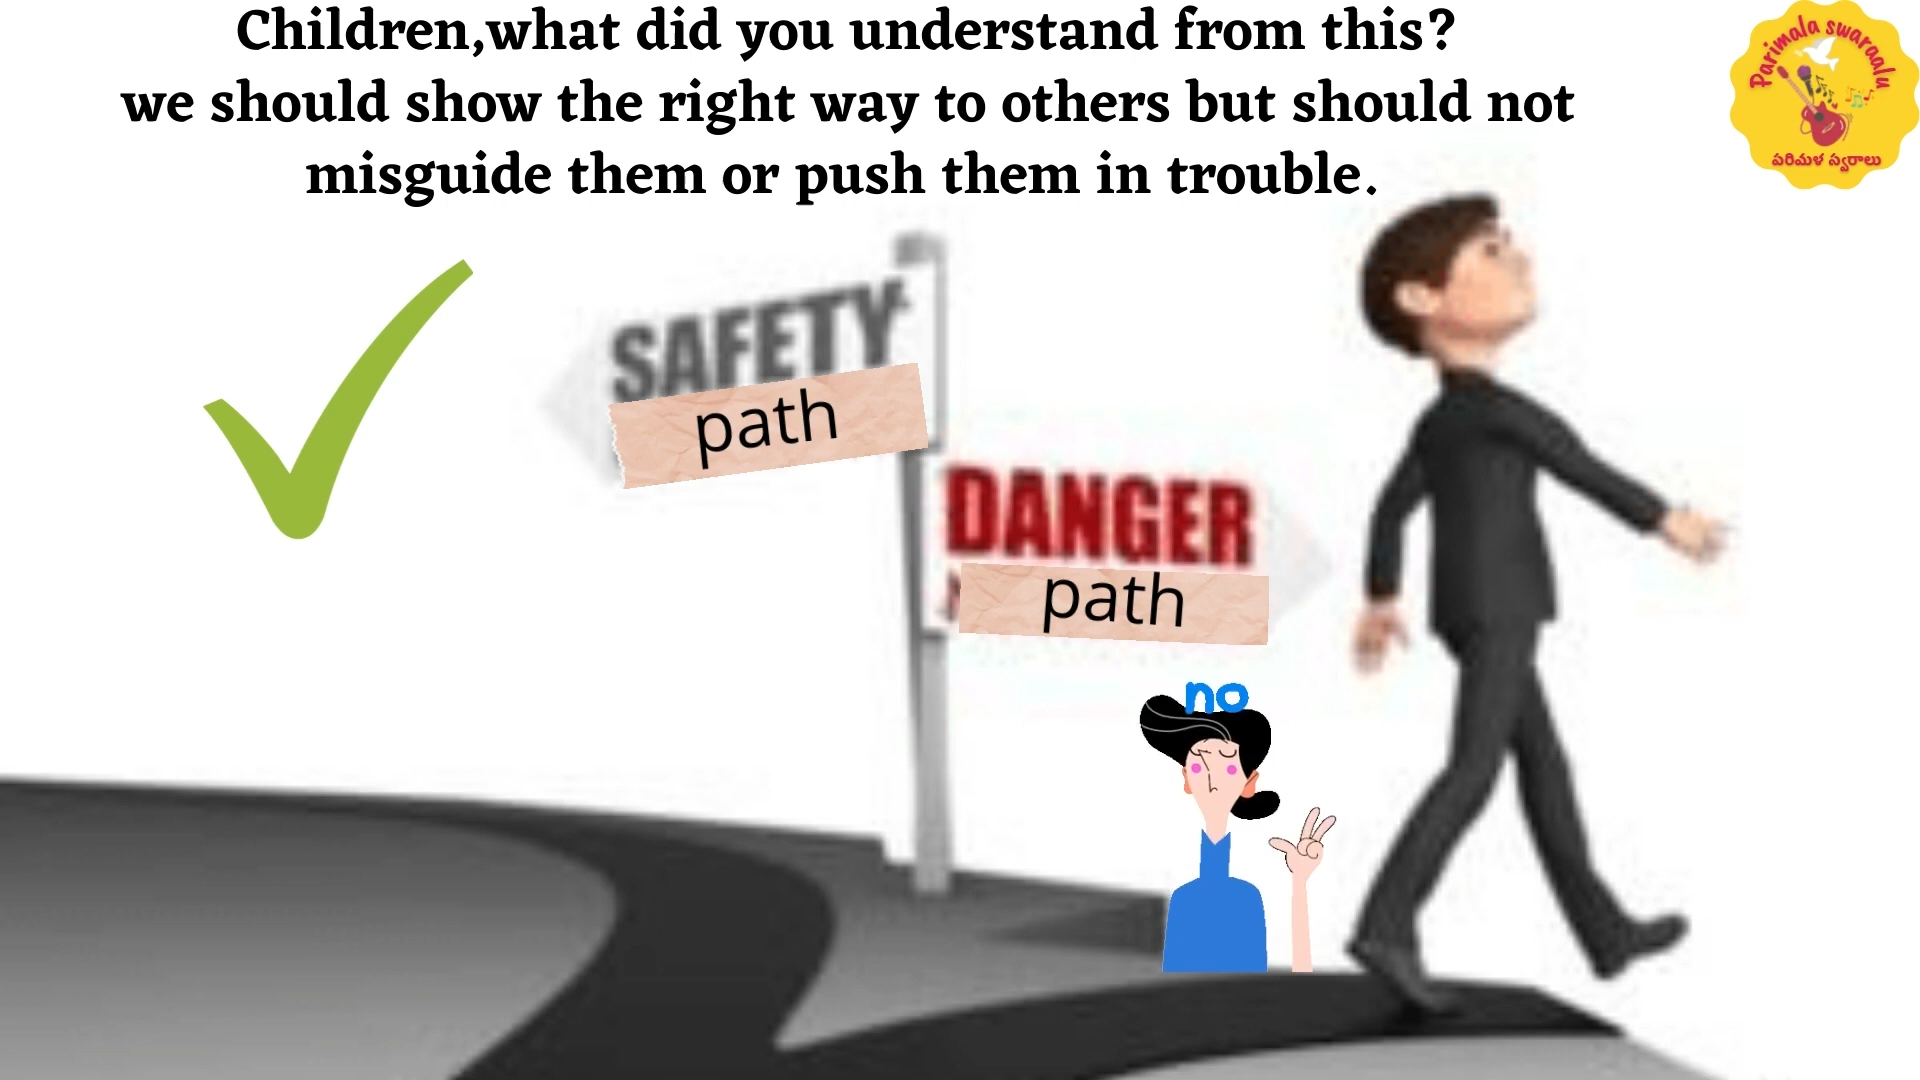 Children,what did you understand from this?
we should show the right way to others but should not
misguide them or push them in trouble.
Parimala swaraalu
పరిమళ స్వరాలు
SAFETY
path
DANGER
path
no